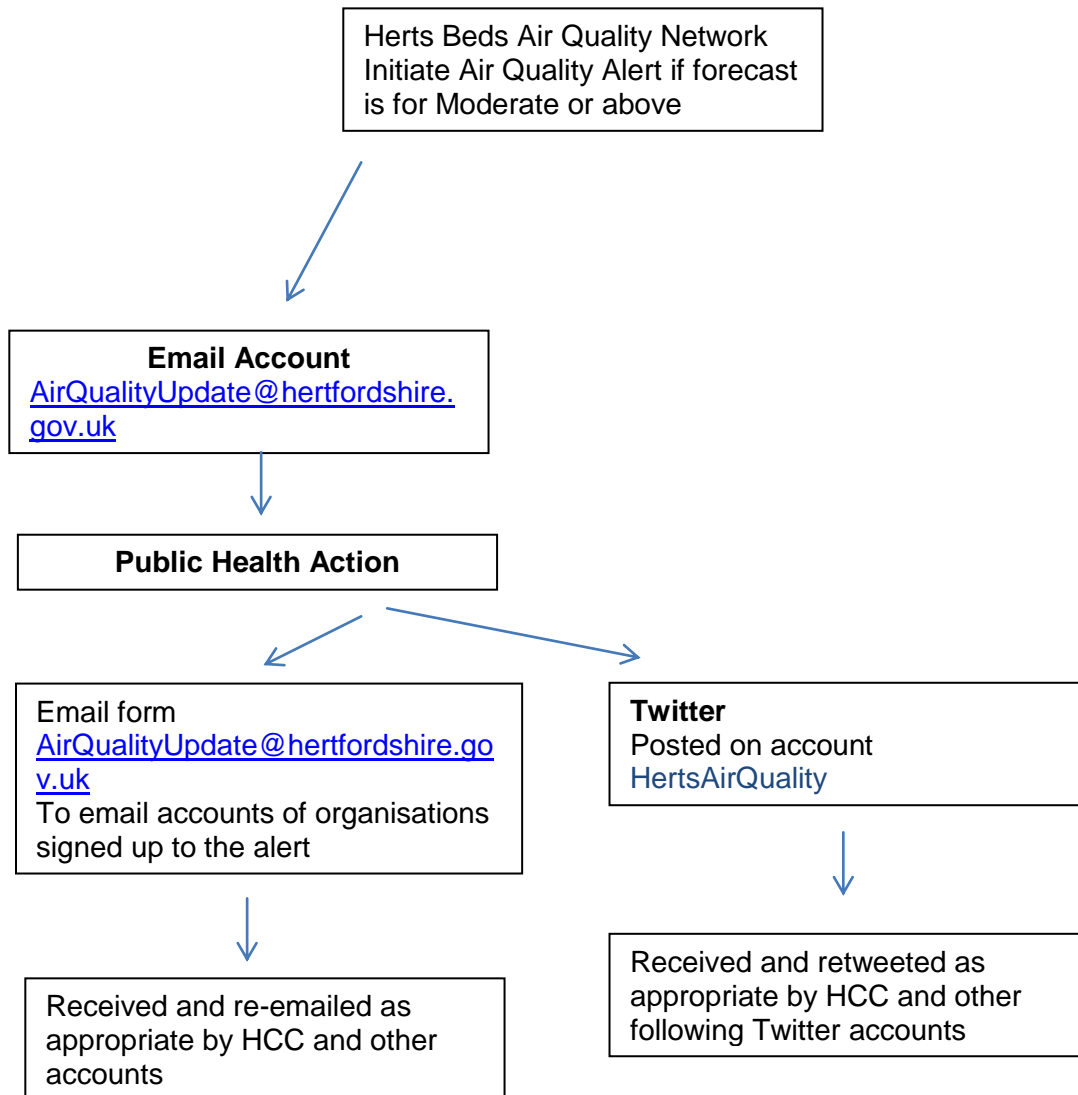 Herts Beds Air Quality Network
Initiate Air Quality Alert if forecast
is for Moderate or above
Email Account
AirQualityUpdate@hertfordshire.
gov.uk
Public Health Action
Email form
AirQualityUpdate@hertfordshire.go
v.uk
To email accounts of organisations
signed up to the alert
Twitter
Posted on account
HertsAirQuality
Received and re-emailed as
appropriate by HCC and other
accounts
Received and retweeted as
appropriate by HCC and other
following Twitter accounts